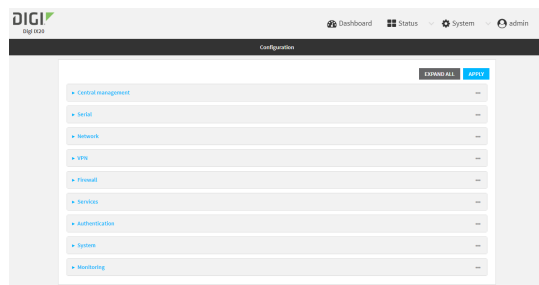 DIGI
Digi IX20
Dashboard
Status
System
admin
Configuration
EXPAND ALL
APPLY
Central management
Serial
Network
VPN
Firewall
Services
Authentication
System
Monitoring